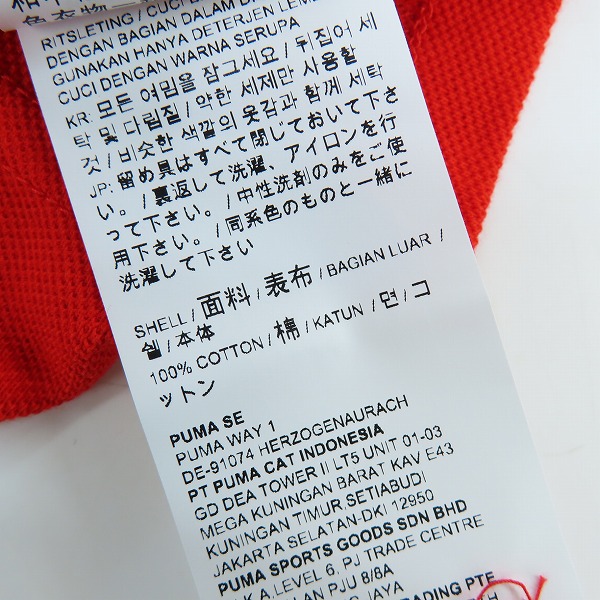 RITSLETING / CUCI DAN
DENGAN BAGIAN DALAM DI
GUNAKAN HANYA DETERJEN LEM
CUCI DENGAN WARNA SERUPA
KR: 모든 여밈을 잠그세요 / 뒤집어 세
탁 및 다림질 / 약한 세제만 사용할
것 / 비슷한 색깔의 옷감과 함께 세탁
JP: 留め具はすべて閉じておいて下さ
い。/ 裏返して洗濯、アイロンを行
って下さい。/ 中性洗剤のみをご使
用下さい。/ 同系色のものと一緒に
洗濯して下さい
SHELL / 面料 / 表布 / BAGIAN LUAR /
쉘 / 本体
100% COTTON / 棉 / KATUN / 면 / コ
ットン
PUMA SE
PUMA WAY 1
DE-91074 HERZOGENAURACH
PT PUMA CAT INDONESIA
GD DEA TOWER II LT5 UNIT 01-03
MEGA KUNINGAN BARAT KAV E43
KUNINGAN TIMUR,SETIABUDI
JAKARTA SELATAN-DKI 12950
PUMA SPORTS GOODS SDN BHD
LEVEL 6, PJ TRADE CENTRE
PJU 8/8A
JAYA
TRADING PTE